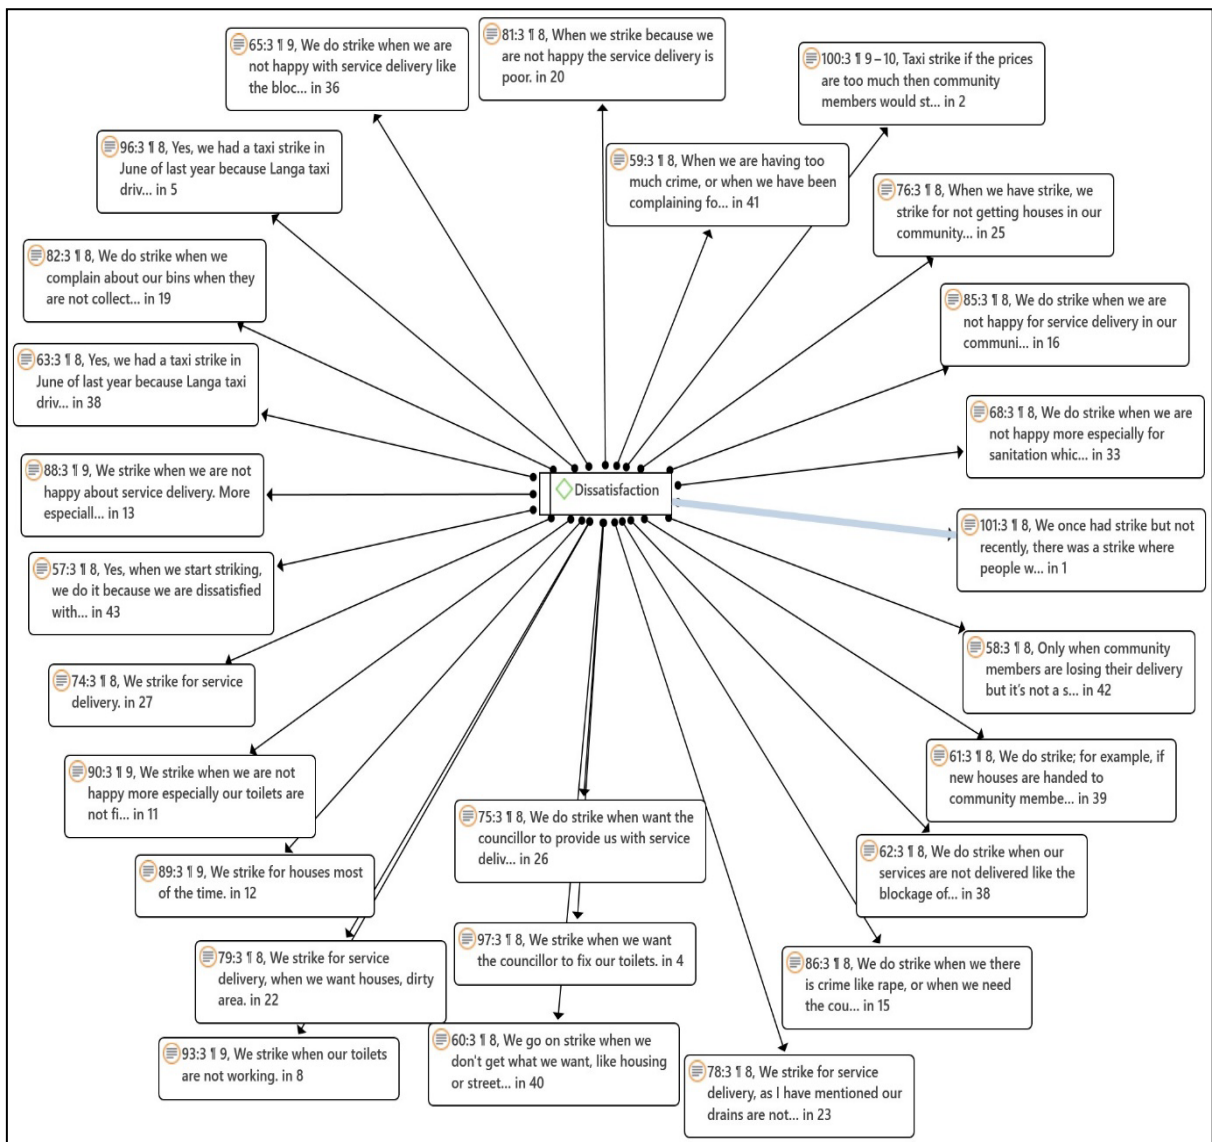 65:3 ¶ 9, We do strike when we are
not happy with service delivery like
the bloc... in 36
81:3 ¶ 8, When we strike because we
are not happy the service delivery is
poor. in 20
100:3 ¶ 9 – 10, Taxi strike if the prices
are too much then community
members would st... in 2
96:3 ¶ 8, Yes, we had a taxi strike in
June of last year because Langa taxi
driv... in 5
59:3 ¶ 8, When we are having too
much crime, or when we have been
complaining fo... in 41
76:3 ¶ 8, When we have strike, we
strike for not getting houses in our
community... in 25
82:3 ¶ 8, We do strike when we
complain about our bins when they
are not collect... in 19
85:3 ¶ 8, We do strike when we are
not happy for service delivery in our
communi... in 16
63:3 ¶ 8, Yes, we had a taxi strike in
June of last year because Langa taxi
driv... in 38
68:3 ¶ 8, We do strike when we are
not happy more especially for
sanitation whic... in 33
88:3 ¶ 9, We strike when we are not
happy about service delivery. More
especiall... in 13
Dissatisfaction
101:3 ¶ 8, We once had strike but not
recently, there was a strike where
people w... in 1
57:3 ¶ 8, Yes, when we start striking,
we do it because we are dissatisfied
with... in 43
58:3 ¶ 8, Only when community
members are losing their delivery
but it's not a s... in 42
74:3 ¶ 8, We strike for service
delivery. in 27
61:3 ¶ 8, We do strike; for example, if
new houses are handed to
community membe... in 39
90:3 ¶ 9, We strike when we are not
happy more especially our toilets are
not fi... in 11
75:3 ¶ 8, We do strike when want the
councillor to provide us with service
deliv... in 26
62:3 ¶ 8, We do strike when our
services are not delivered like the
blockage of... in 38
89:3 ¶ 9, We strike for houses most
of the time. in 12
97:3 ¶ 8, We strike when we want
the councillor to fix our toilets. in 4
79:3 ¶ 8, We strike for service
delivery, when we want houses, dirty
area. in 22
86:3 ¶ 8, We do strike when we there
is crime like rape, or when we need
the cou... in 15
93:3 ¶ 9, We strike when our toilets
are not working. in 8
60:3 ¶ 8, We go on strike when we
don't get what we want, like housing
or street... in 40
78:3 ¶ 8, We strike for service
delivery, as I have mentioned our
drains are not... in 23